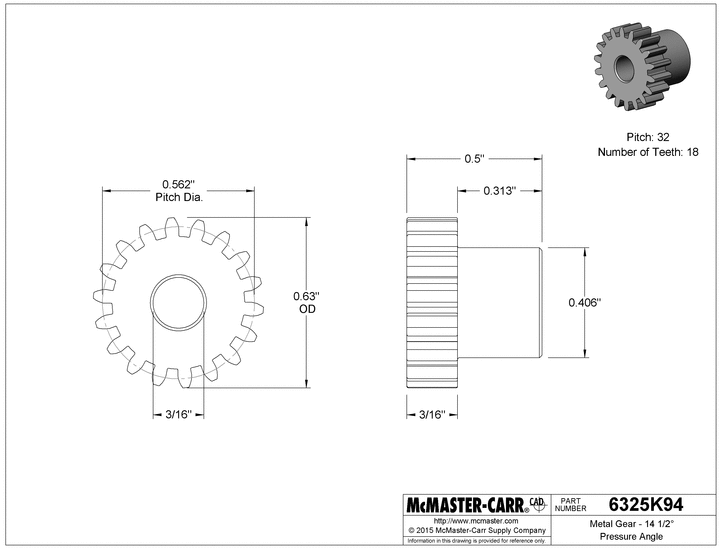 Pitch: 32
Number of Teeth: 18
0.562"
Pitch Dia.
0.63"
OD
3/16"
0.5"
0.313"
0.406"
3/16"
McMASTER-CARR® CAD
http://www.mcmaster.com
© 2015 McMaster-Carr Supply Company
Information in this drawing is provided for reference only.
PART
NUMBER
6325K94
Metal Gear - 14 1/2°
Pressure Angle